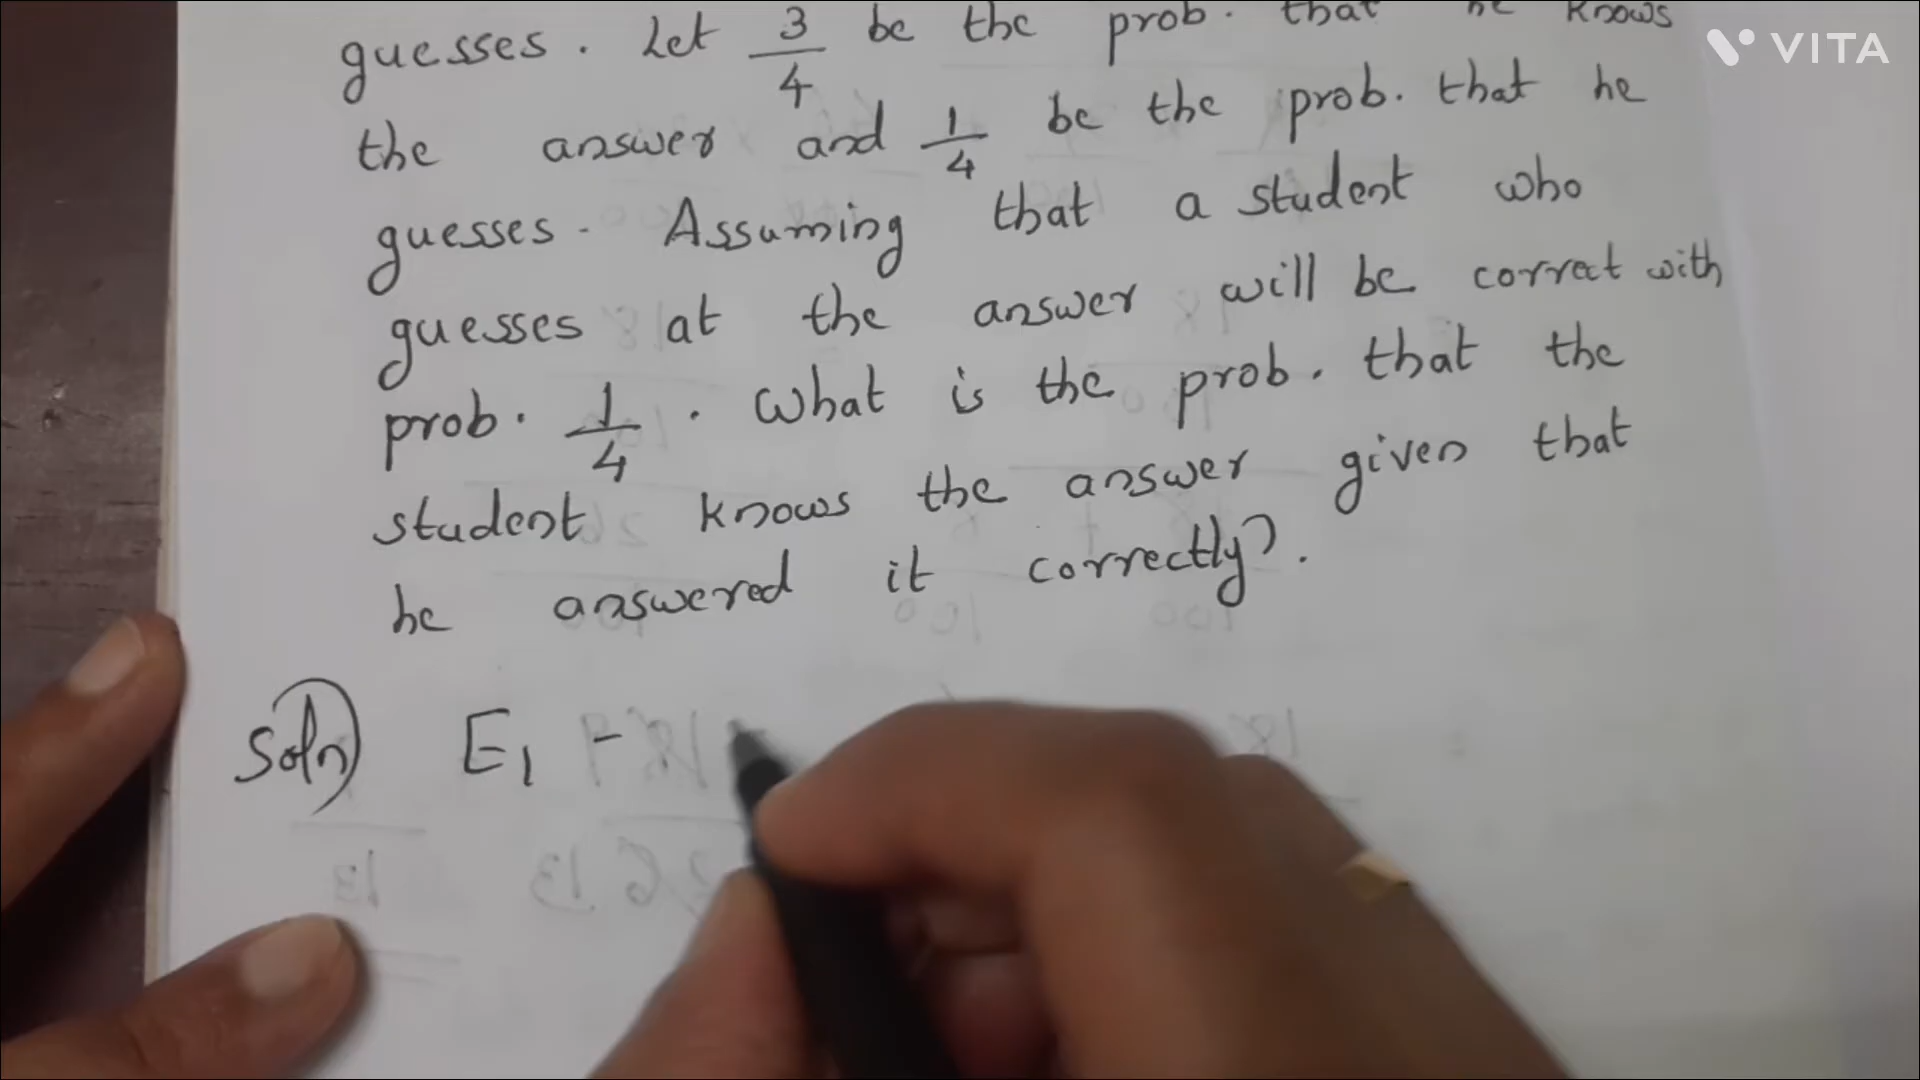 guesses. Let 3/4 be the prob. that he knows
VITA
the answer and 1/4 be the prob. that he
guesses. Assuming that a student who
guesses at the answer will be correct with
prob. 1/4. What is the prob. that the
student knows the answer given that
he answered it correctly?.
Soln) E1 -